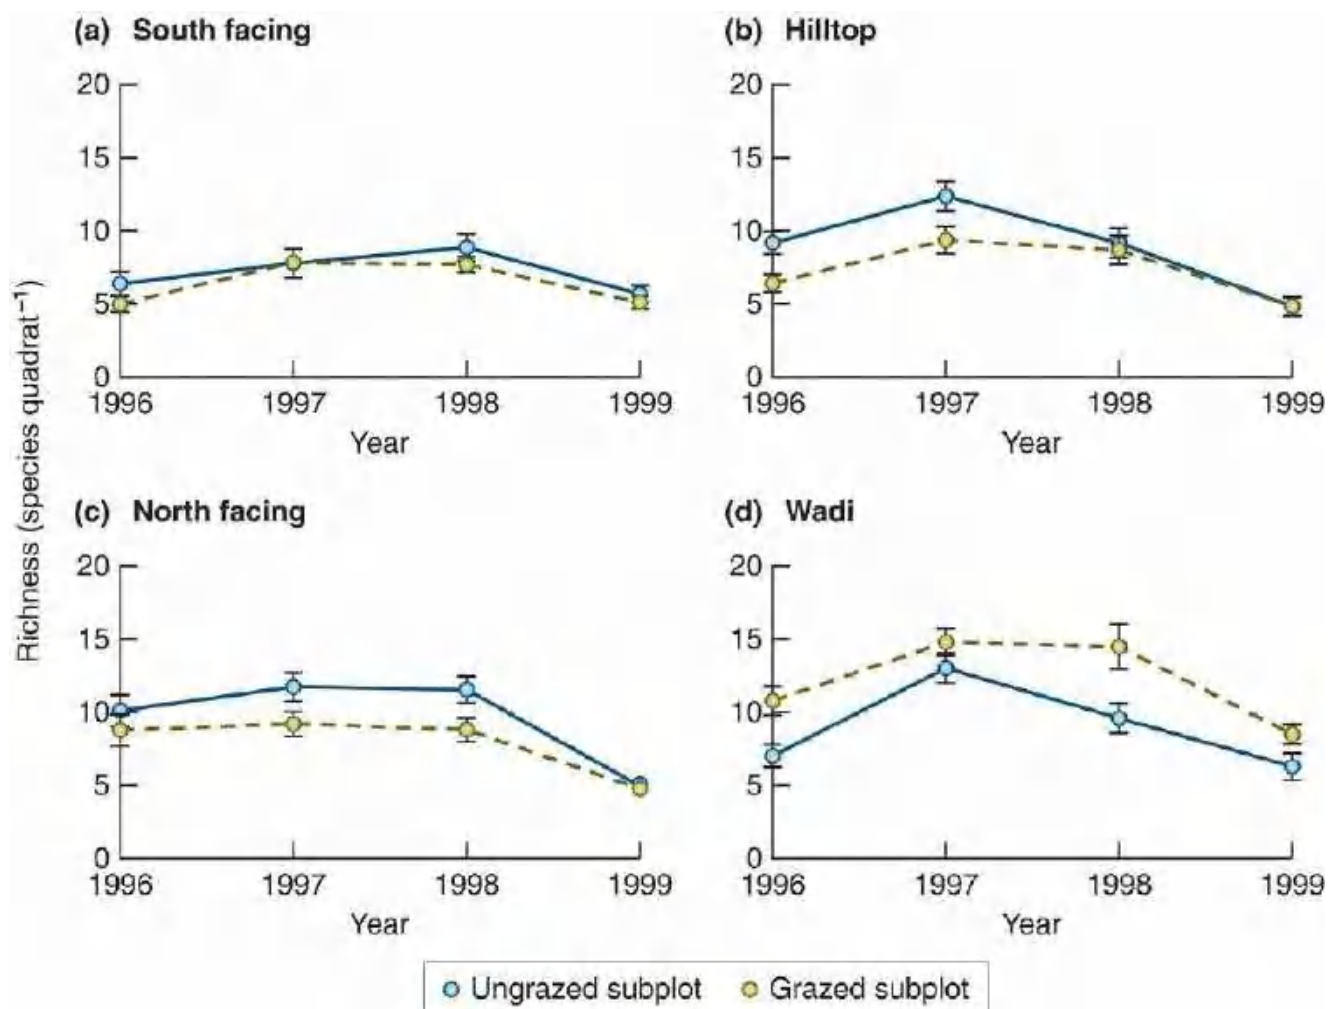 (a) South facing
20
15
10
5
0
1996 1997 1998 1999
Year
(b) Hilltop
20
15
10
5
0
1996 1997 1998 1999
Year
Richness (species quadrat⁻¹)
(c) North facing
20
15
10
5
0
1996 1997 1998 1999
Year
(d) Wadi
20
15
10
5
0
1996 1997 1998 1999
Year
Ungrazed subplot Grazed subplot